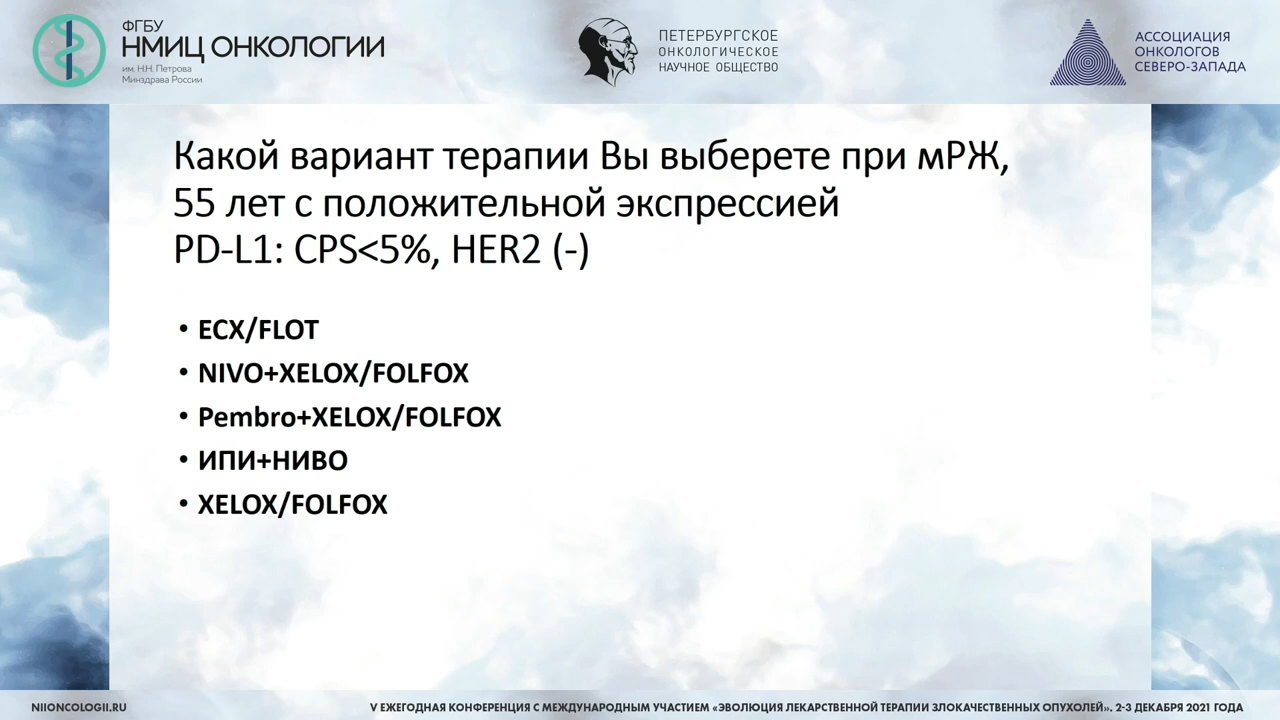 ФГБУ
НМИЦ ОНКОЛОГИИ
им. Н.Н. Петрова
Минздрава России
ПЕТЕРБУРГСКОЕ
ОНКОЛОГИЧЕСКОЕ
НАУЧНОЕ ОБЩЕСТВО
АССОЦИАЦИЯ
ОНКОЛОГОВ
СЕВЕРО-ЗАПАДА
Какой вариант терапии Вы выберете при мРЖ,
55 лет с положительной экспрессией
PD-L1: CPS<5%, HER2 (-)
• ECX/FLOT
• NIVO+XELOX/FOLFOX
• Pembro+XELOX/FOLFOX
• ИПИ+НИВО
• XELOX/FOLFOX
NIIONCOLOGII.RU
V ЕЖЕГОДНАЯ КОНФЕРЕНЦИЯ С МЕЖДУНАРОДНЫМ УЧАСТИЕМ «ЭВОЛЮЦИЯ ЛЕКАРСТВЕННОЙ ТЕРАПИИ ЗЛОКАЧЕСТВЕННЫХ ОПУХОЛЕЙ». 2-3 ДЕКАБРЯ 2021 ГОДА